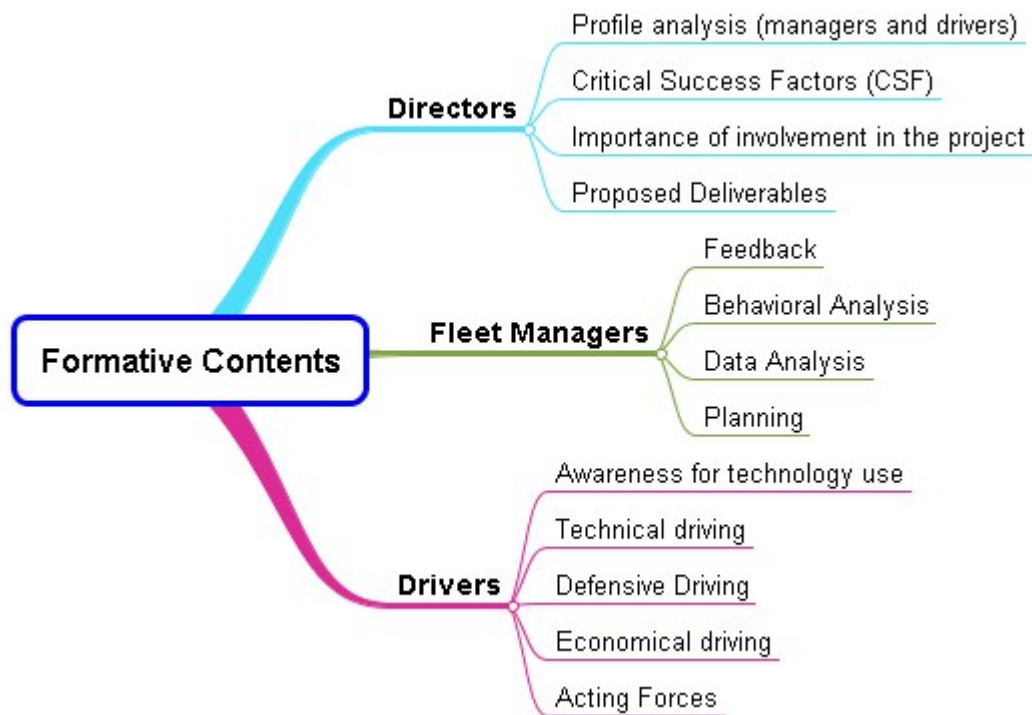 Formative Contents
Directors
Profile analysis (managers and drivers)
Critical Success Factors (CSF)
Importance of involvement in the project
Proposed Deliverables
Fleet Managers
Feedback
Behavioral Analysis
Data Analysis
Planning
Drivers
Awareness for technology use
Technical driving
Defensive Driving
Economical driving
Acting Forces